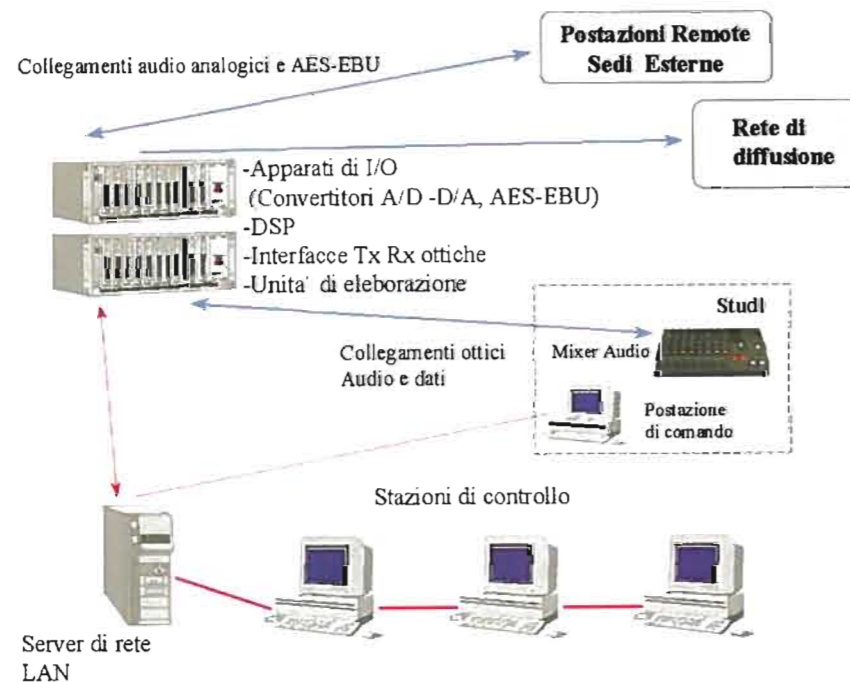 Postazioni Remote
Sedi Esterne
Collegamenti audio analogici e AES-EBU
Rete di
diffusione
-Apparati di I/O
(Convertitori A/D -D/A, AES-EBU)
-DSP
-Interfacce Tx Rx ottiche
-Unita' di eleborazione
Studi
Mixer Audio
Collegamenti ottici
Audio e dati
Postazione
di comando
Stazioni di controllo
Server di rete
LAN